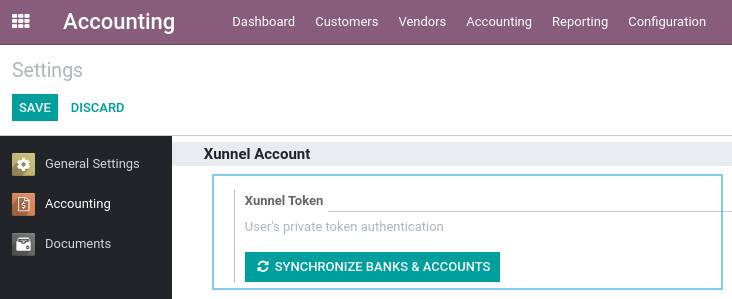 Accounting Dashboard Customers Vendors Accounting Reporting Configuration
Settings
SAVE DISCARD
General Settings
Accounting
Documents
Xunnel Account
Xunnel Token
User's private token authentication
SYNCHRONIZE BANKS & ACCOUNTS